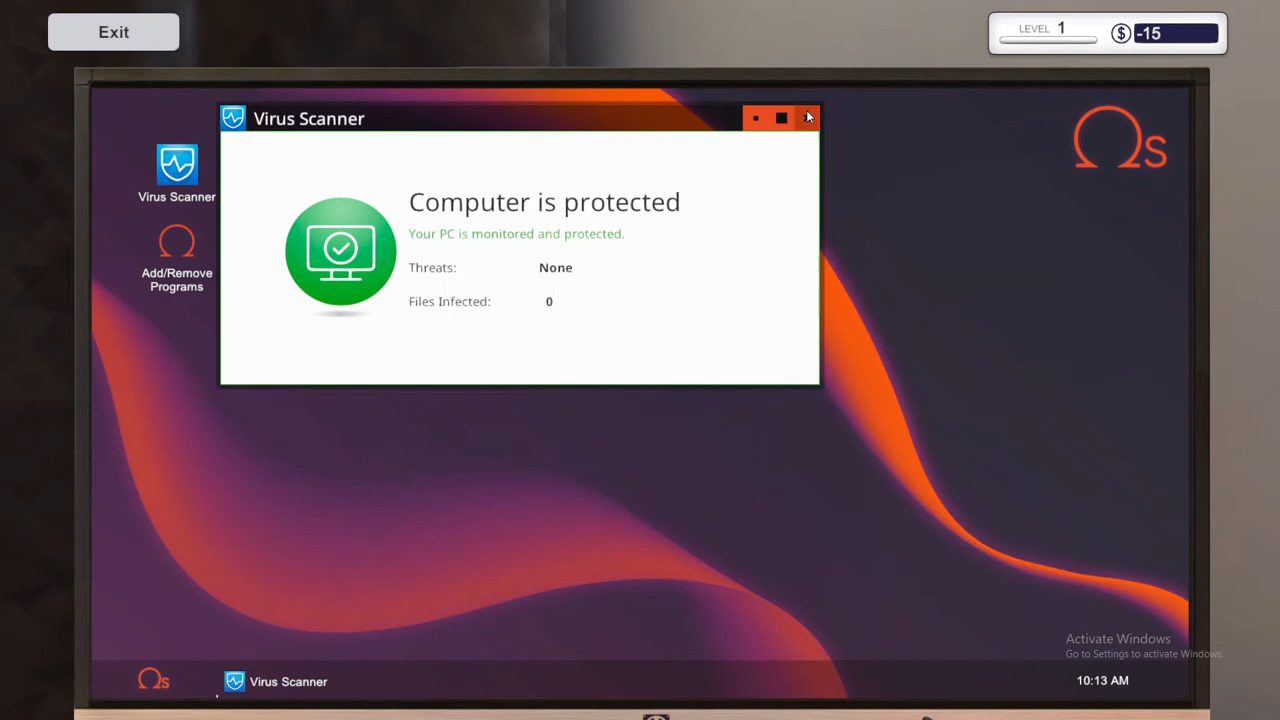 Exit
LEVEL 1
$ -15
Virus Scanner
Ωs
Virus Scanner
Computer is protected
Your PC is monitored and protected.
Threats: None
Files Infected: 0
Add/Remove
Programs
Activate Windows
Go to Settings to activate Windows.
Ωs
Virus Scanner
10:13 AM